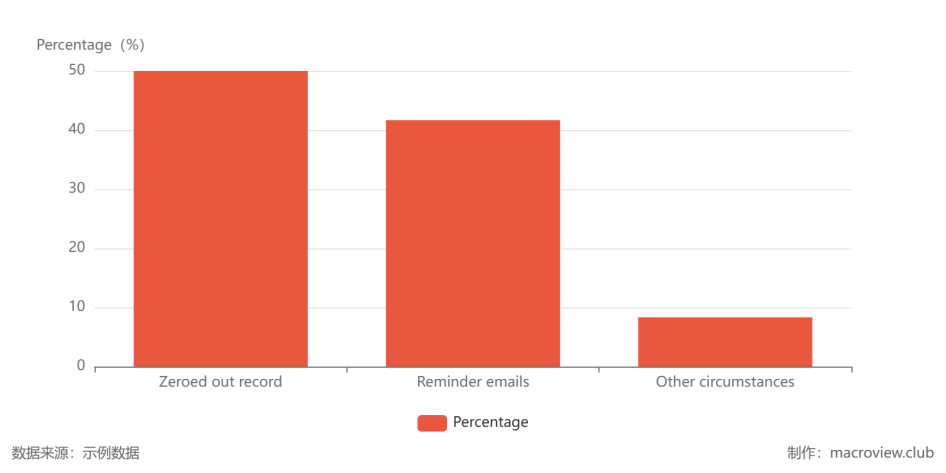 Percentage（%）
50
40
30
20
10
0
Zeroed out record Reminder emails Other circumstances
Percentage
数据来源：示例数据 制作：macroview.club